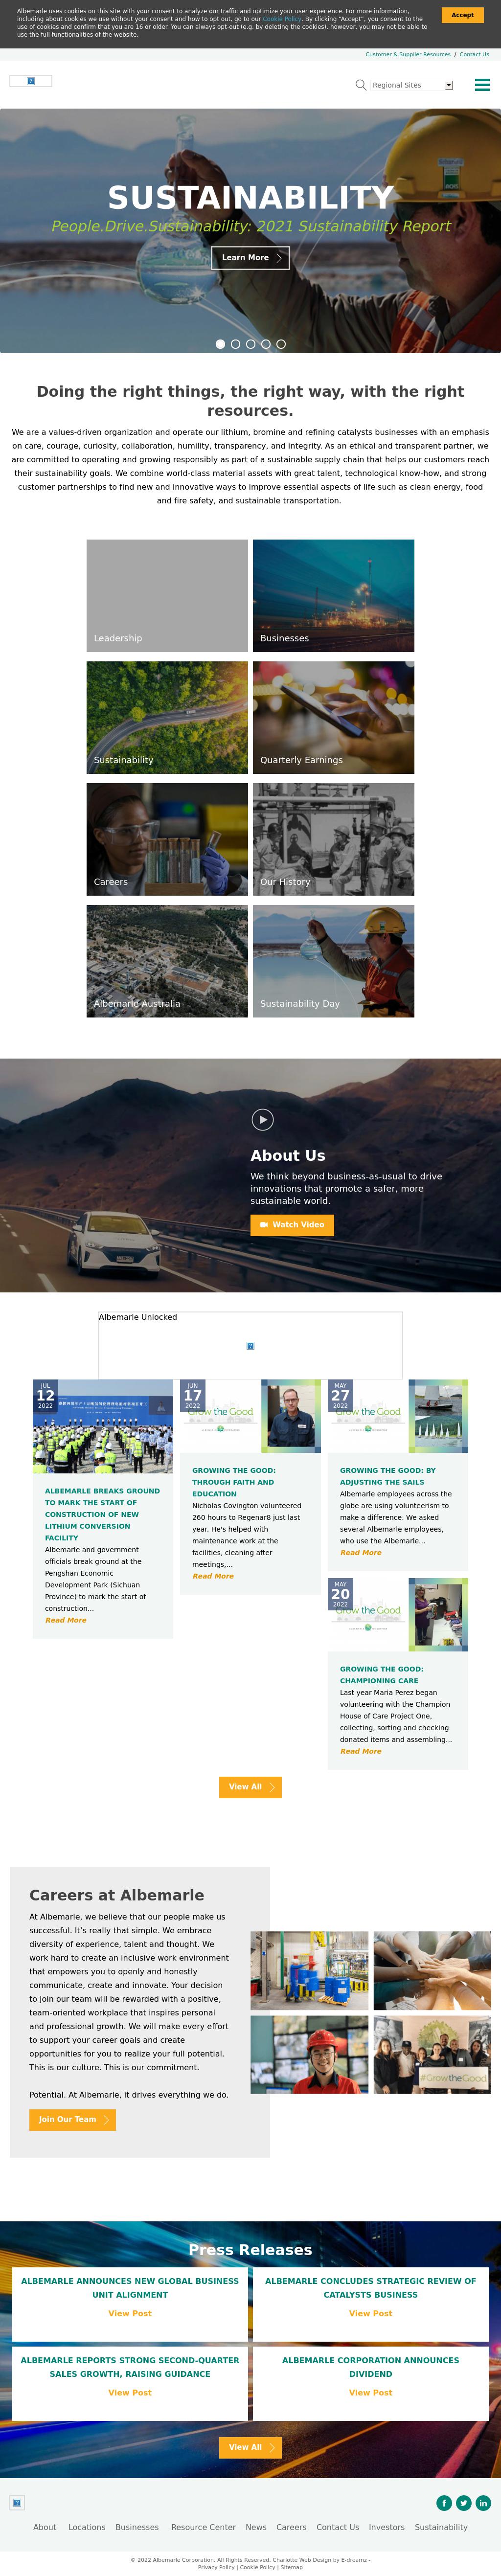 Albemarle uses cookies on this site with your consent to analyze our traffic and optimize your user experience. For more information,
including about cookies we use without your consent and how to opt out, go to our Cookie Policy. By clicking "Accept", you consent to the
use of cookies and confirm that you are 16 or older. You can always opt-out (e.g. by deleting the cookies), however, you may not be able to
use the full functionalities of the website.
Accept
Customer & Supplier Resources / Contact Us
Regional Sites
SUSTAINABILITY
People.Drive.Sustainability: 2021 Sustainability Report
Learn More
Doing the right things, the right way, with the right
resources.
We are a values-driven organization and operate our lithium, bromine and refining catalysts businesses with an emphasis
on care, courage, curiosity, collaboration, humility, transparency, and integrity. As an ethical and transparent partner, we
are committed to operating and growing responsibly as part of a sustainable supply chain that helps our customers reach
their sustainability goals. We combine world-class material assets with great talent, technological know-how, and strong
customer partnerships to find new and innovative ways to improve essential aspects of life such as clean energy, food
and fire safety, and sustainable transportation.
Leadership
Businesses
Sustainability
Quarterly Earnings
Careers
Our History
Albemarle Australia
Sustainability Day
About Us
We think beyond business-as-usual to drive
innovations that promote a safer, more
sustainable world.
Watch Video
Albemarle Unlocked
JUL
12
2022
ALBEMARLE BREAKS GROUND
TO MARK THE START OF
CONSTRUCTION OF NEW
LITHIUM CONVERSION
FACILITY
Albemarle and government
officials break ground at the
Pengshan Economic
Development Park (Sichuan
Province) to mark the start of
construction...
Read More
JUN
17
2022
Grow the Good
GROWING THE GOOD:
THROUGH FAITH AND
EDUCATION
Nicholas Covington volunteered
260 hours to Regenar8 just last
year. He's helped with
maintenance work at the
facilities, cleaning after
meetings,...
Read More
MAY
27
2022
Grow the Good
GROWING THE GOOD: BY
ADJUSTING THE SAILS
Albemarle employees across the
globe are using volunteerism to
make a difference. We asked
several Albemarle employees,
who use the Albemarle...
Read More
MAY
20
2022
Grow the Good
GROWING THE GOOD:
CHAMPIONING CARE
Last year Maria Perez began
volunteering with the Champion
House of Care Project One,
collecting, sorting and checking
donated items and assembling...
Read More
View All
Careers at Albemarle
At Albemarle, we believe that our people make us
successful. It's really that simple. We embrace
diversity of experience, talent and thought. We
work hard to create an inclusive work environment
that empowers you to openly and honestly
communicate, create and innovate. Your decision
to join our team will be rewarded with a positive,
team-oriented workplace that inspires personal
and professional growth. We will make every effort
to support your career goals and create
opportunities for you to realize your full potential.
This is our culture. This is our commitment.
Potential. At Albemarle, it drives everything we do.
Join Our Team
#GrowtheGood
Press Releases
ALBEMARLE ANNOUNCES NEW GLOBAL BUSINESS
UNIT ALIGNMENT
View Post
ALBEMARLE CONCLUDES STRATEGIC REVIEW OF
CATALYSTS BUSINESS
View Post
ALBEMARLE REPORTS STRONG SECOND-QUARTER
SALES GROWTH, RAISING GUIDANCE
View Post
ALBEMARLE CORPORATION ANNOUNCES
DIVIDEND
View Post
View All
About Locations Businesses Resource Center News Careers Contact Us Investors Sustainability
© 2022 Albemarle Corporation. All Rights Reserved. Charlotte Web Design by E-dreamz -
Privacy Policy | Cookie Policy | Sitemap